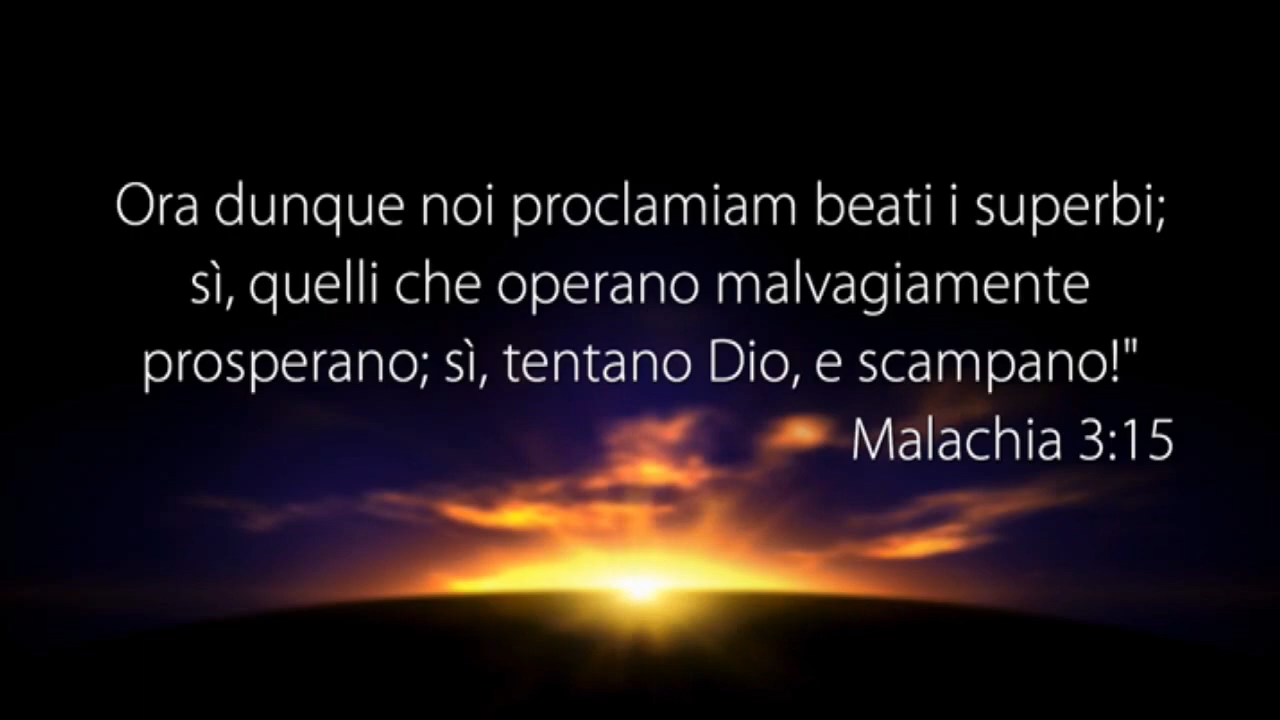 Ora dunque noi proclamiam beati i superbi;
sì, quelli che operano malvagiamente
prosperano; sì, tentano Dio, e scampano!"
Malachia 3:15